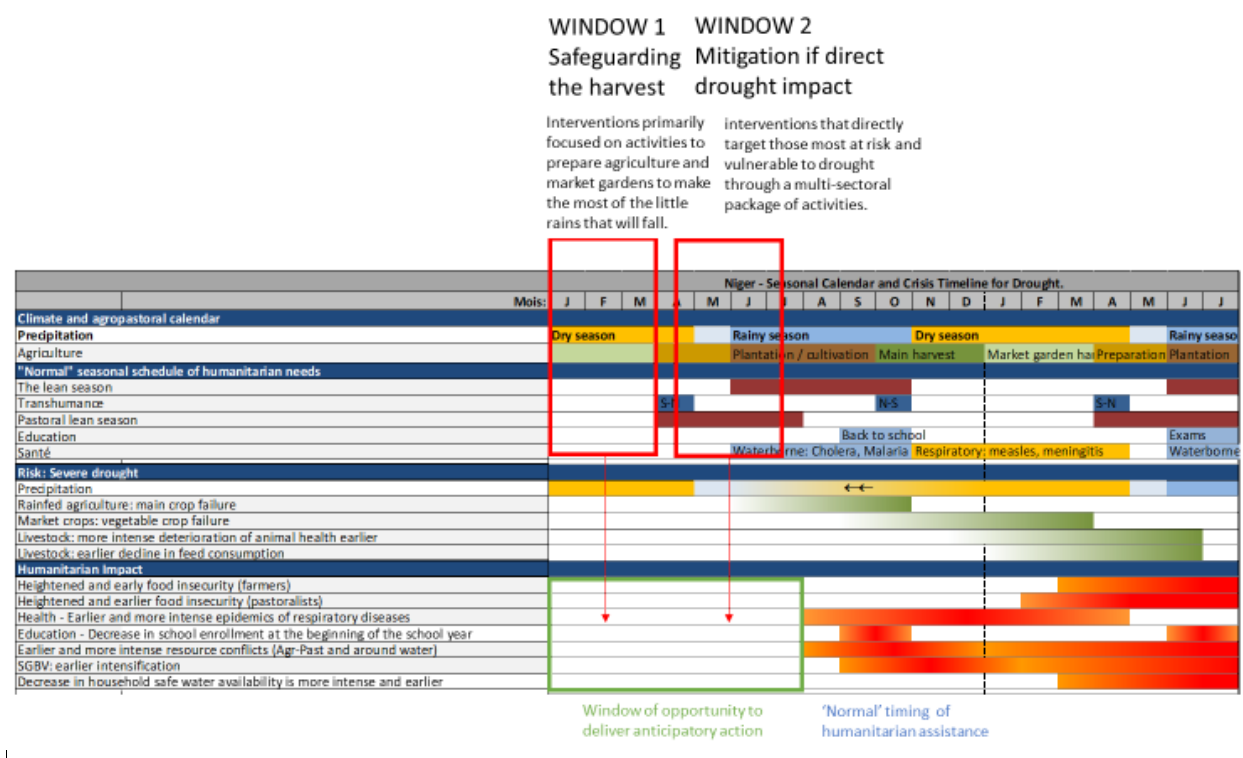 WINDOW 1
Safeguarding
the harvest
WINDOW 2
Mitigation if direct
drought impact
Interventions primarily
focused on activities to
prepare agriculture and
market gardens to make
the most of the little
rains that will fall.
interventions that directly
target those most at risk and
vulnerable to drought
through a multi-sectoral
package of activities.
Niger - Seasonal Calendar and Crisis Timeline for Drought.
Mois: J F M A M J J A S O N D J F M A M J J
Climate and agropastoral calendar
Precipitation Dry season Rainy season Dry season Rainy seaso
Agriculture Plantation / cultivation Main harvest Market garden har Preparation Plantation
"Normal" seasonal schedule of humanitarian needs
The lean season
Transhumance S-N N-S S-N
Pastoral lean season
Education Back to school Exams
Santé Waterborne: Cholera, Malaria Respiratory: measles, meningitis Waterborne
Risk: Severe drought
Precipitation ←←
Rainfed agriculture: main crop failure
Market crops: vegetable crop failure
Livestock: more intense deterioration of animal health earlier
Livestock: earlier decline in feed consumption
Humanitarian Impact
Heightened and early food insecurity (farmers)
Heightened and earlier food insecurity (pastoralists)
Health - Earlier and more intense epidemics of respiratory diseases
Education - Decrease in school enrollment at the beginning of the school year
Earlier and more intense resource conflicts (Agr-Past and around water)
SGBV: earlier intensification
Decrease in household safe water availability is more intense and earlier
Window of opportunity to
deliver anticipatory action
'Normal' timing of
humanitarian assistance